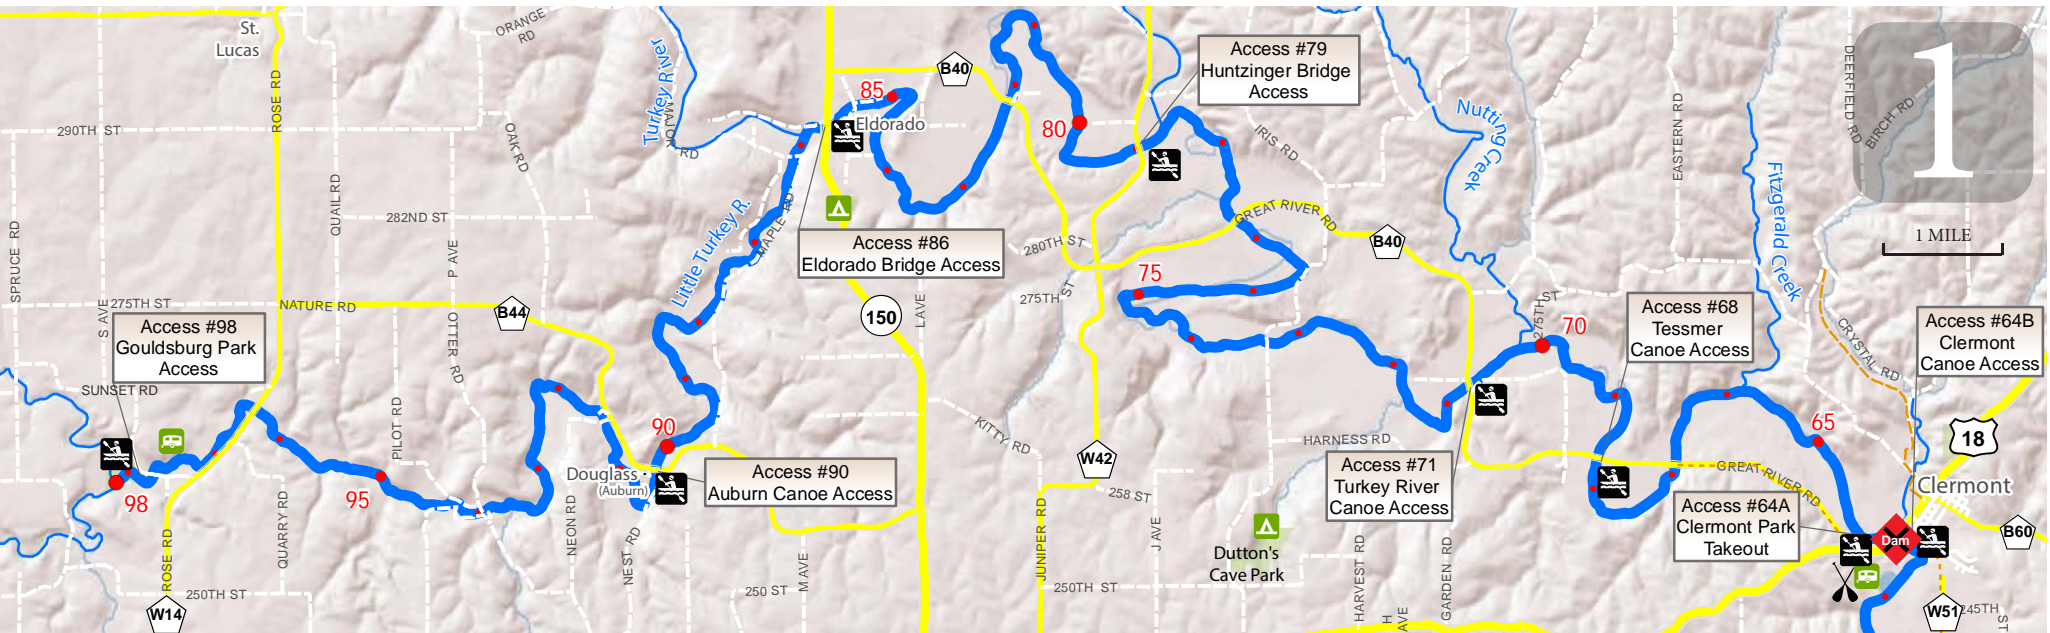 St.
Lucas
ORANGE
RD
ROSE RD
290TH ST
QUAIL RD
OAK RD
282ND ST
P AVE
SPRUCE RD
S AVE
275TH ST
NATURE RD
B44
OTTER RD
Access #98
Gouldsburg Park
Access
SUNSET RD
98
95
PILOT RD
QUARRY RD
ROSE RD
250TH ST
W14
Turkey River
MAJOR RD
Little Turkey R.
MAPLE RD
85
Eldorado
B40
Access #86
Eldorado Bridge Access
150
L AVE
90
Douglass
(Auburn)
Access #90
Auburn Canoe Access
NEON RD
NEST RD
250 ST
M AVE
80
Access #79
Huntzinger Bridge
Access
IRIS RD
GREAT RIVER RD
B40
280TH ST
275TH ST
75
KITTY RD
W42
258 ST
JUNIPER RD
J AVE
250TH ST
Dutton's
Cave Park
HARNESS RD
Access #71
Turkey River
Canoe Access
HARVEST RD
H AVE
GARDEN RD
Nutting
Creek
275TH ST
70
Access #68
Tessmer
Canoe Access
EASTERN RD
Fitzgerald Creek
DEERFIELD RD
BIRCH RD
1
1 MILE
CRYSTAL RD
Access #64B
Clermont
Canoe Access
65
18
GREAT RIVER RD
Clermont
Access #64A
Clermont Park
Takeout
Dam
B60
W51
245TH ST